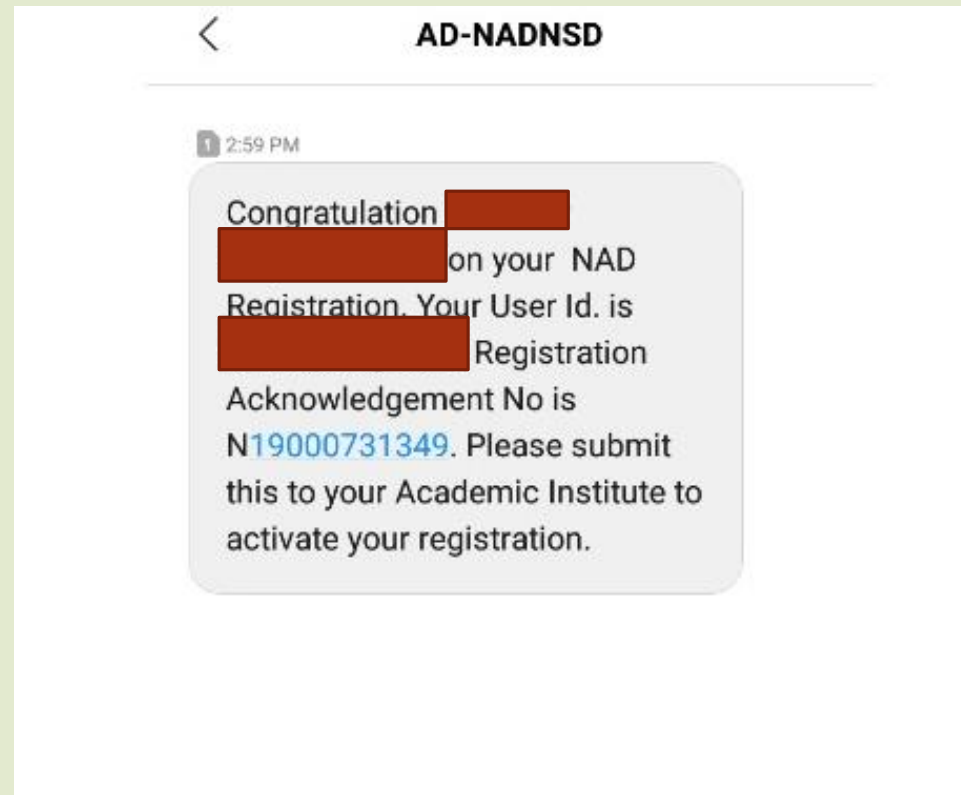 AD-NADNSD
1 2:59 PM
Congratulation
on your NAD
Registration. Your User Id. is
Registration
Acknowledgement No is
N19000731349. Please submit
this to your Academic Institute to
activate your registration.